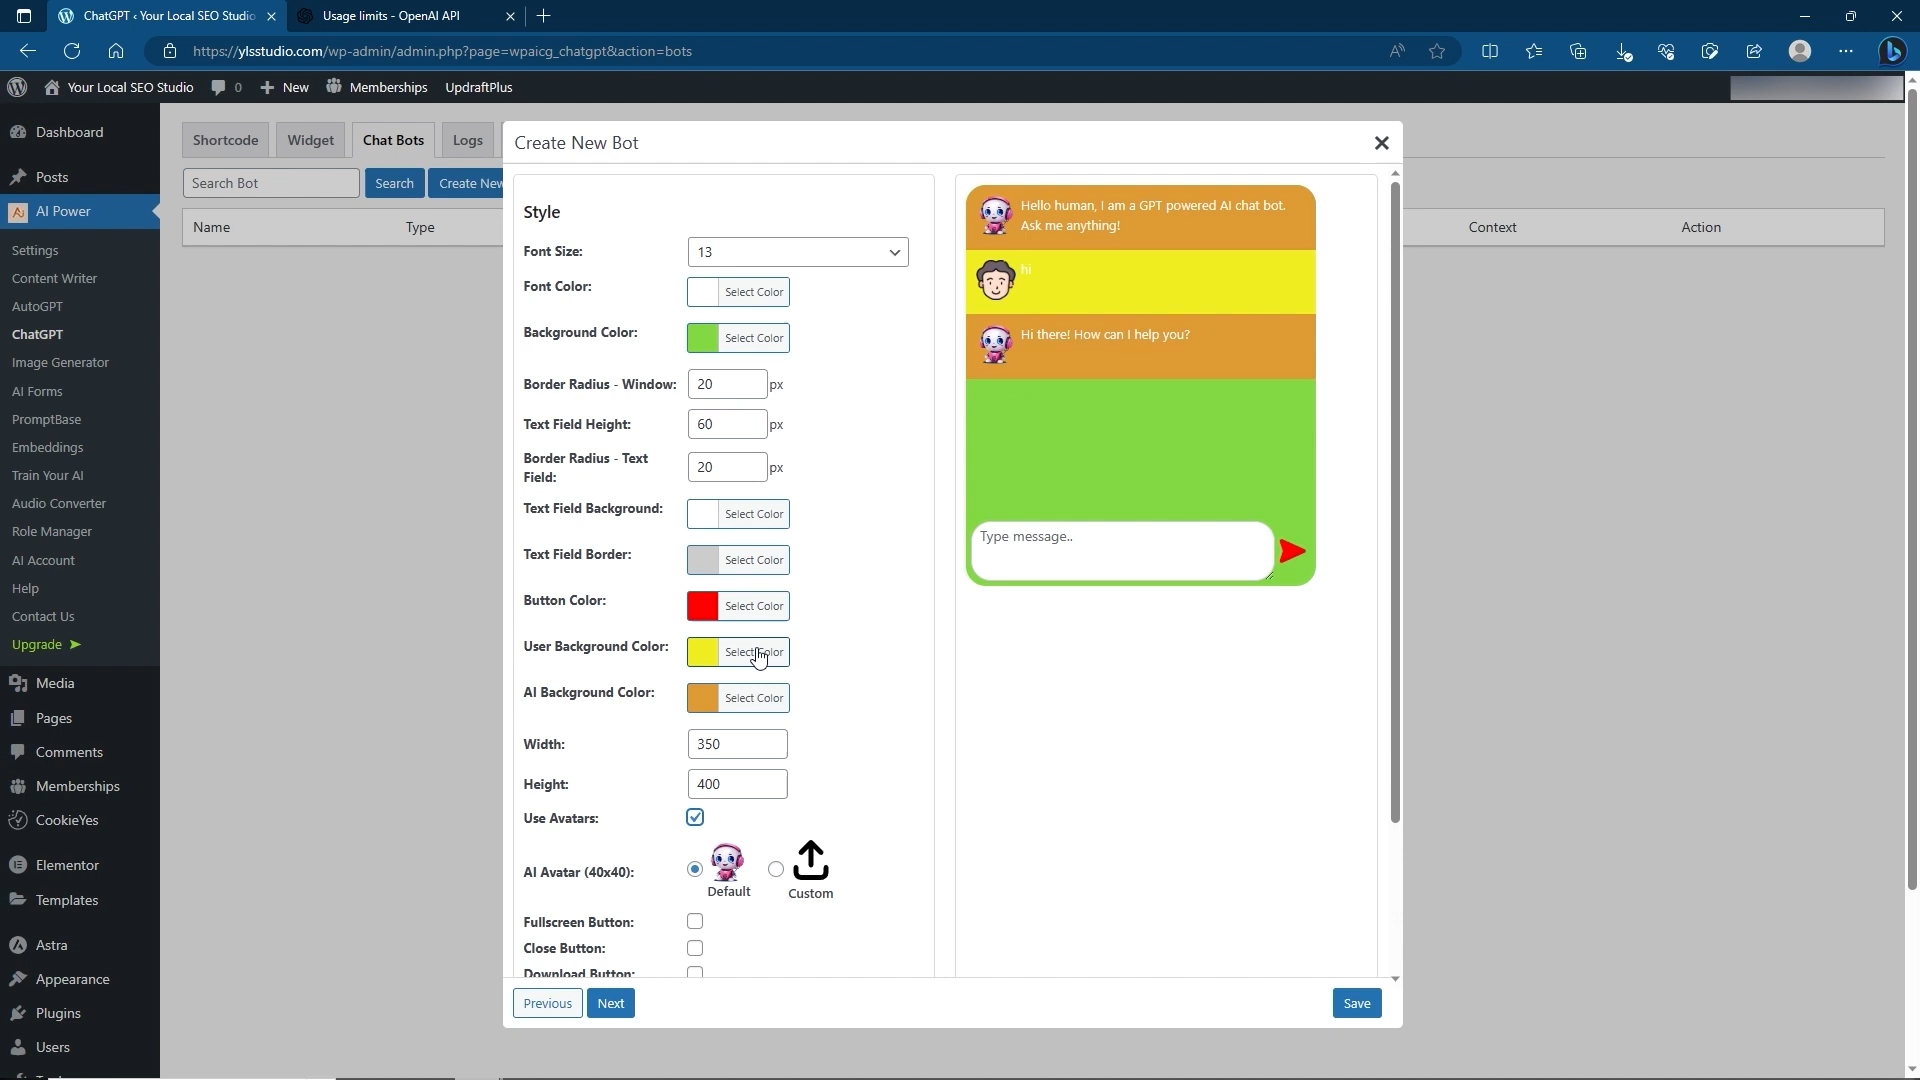 ChatGPT ‹ Your Local SEO Studio
Usage limits - OpenAI API
https://ylsstudio.com/wp-admin/admin.php?page=wpaicg_chatgpt&action=bots
Your Local SEO Studio
0
New
Memberships
UpdraftPlus
Dashboard
Posts
AI Power
Settings
Content Writer
AutoGPT
ChatGPT
Image Generator
AI Forms
PromptBase
Embeddings
Train Your AI
Audio Converter
Role Manager
AI Account
Help
Contact Us
Upgrade ➤
Media
Pages
Comments
Memberships
CookieYes
Elementor
Templates
Astra
Appearance
Plugins
Users
Shortcode
Widget
Chat Bots
Logs
Search Bot
Search
Create New
Name
Type
Context
Action
Create New Bot
Style
Font Size:
13
Font Color:
Select Color
Background Color:
Select Color
Border Radius - Window:
20
px
Text Field Height:
60
px
Border Radius - Text
Field:
20
px
Text Field Background:
Select Color
Text Field Border:
Select Color
Button Color:
Select Color
User Background Color:
Select Color
AI Background Color:
Select Color
Width:
350
Height:
400
Use Avatars:
AI Avatar (40x40):
Default
Custom
Fullscreen Button:
Close Button:
Download Button:
Previous
Next
Save
Hello human, I am a GPT powered AI chat bot.
Ask me anything!
hi
Hi there! How can I help you?
Type message..